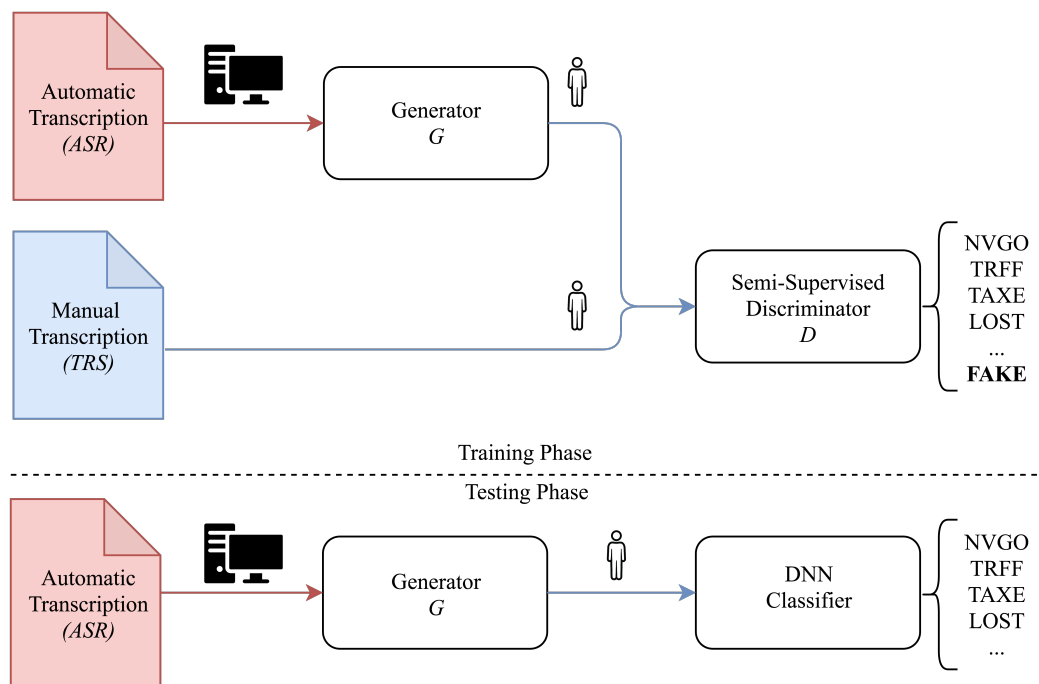 Automatic
Transcription
(ASR)
Generator
G
Manual
Transcription
(TRS)
Semi-Supervised
Discriminator
D
NVGO
TRFF
TAXE
LOST
...
FAKE
Training Phase
Testing Phase
Automatic
Transcription
(ASR)
Generator
G
DNN
Classifier
NVGO
TRFF
TAXE
LOST
...